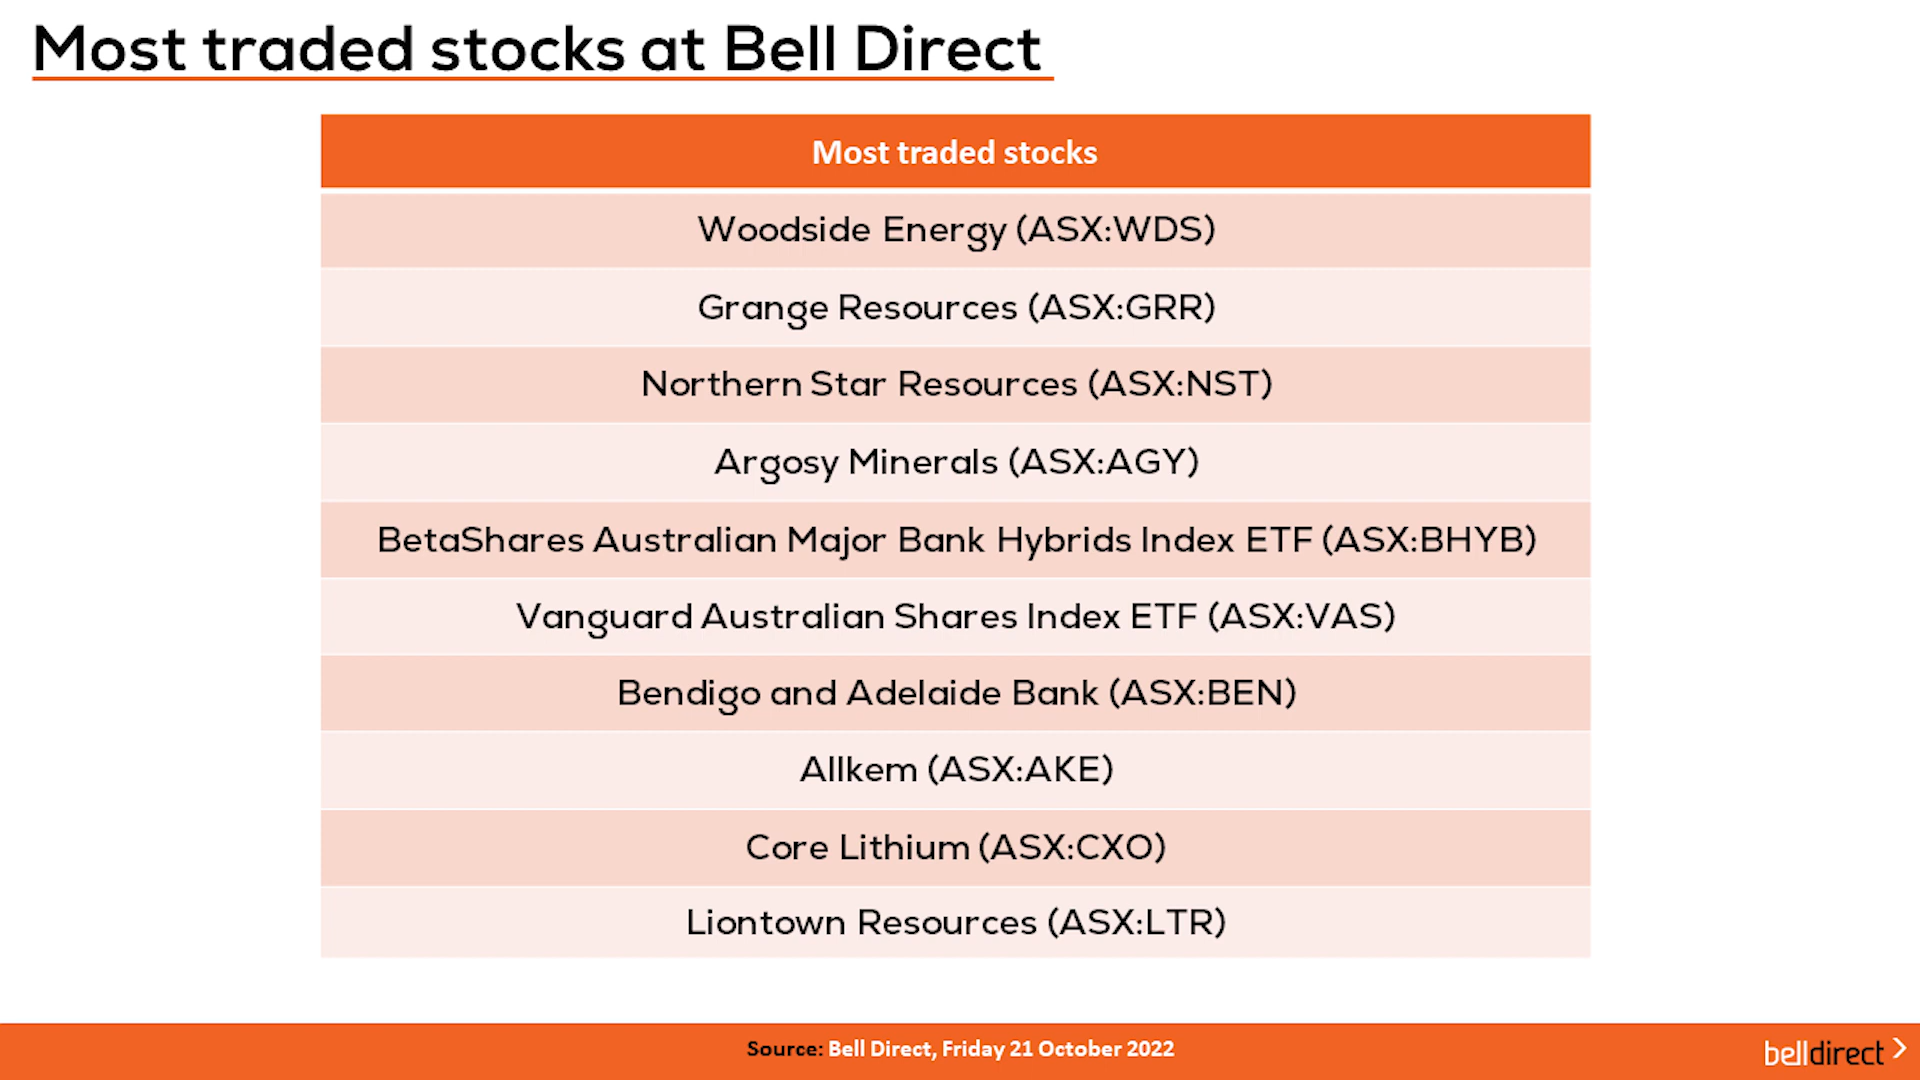 Most traded stocks at Bell Direct
Most traded stocks
Woodside Energy (ASX:WDS)
Grange Resources (ASX:GRR)
Northern Star Resources (ASX:NST)
Argosy Minerals (ASX:AGY)
BetaShares Australian Major Bank Hybrids Index ETF (ASX:BHYB)
Vanguard Australian Shares Index ETF (ASX:VAS)
Bendigo and Adelaide Bank (ASX:BEN)
Allkem (ASX:AKE)
Core Lithium (ASX:CXO)
Liontown Resources (ASX:LTR)
Source: Bell Direct, Friday 21 October 2022
belldirect